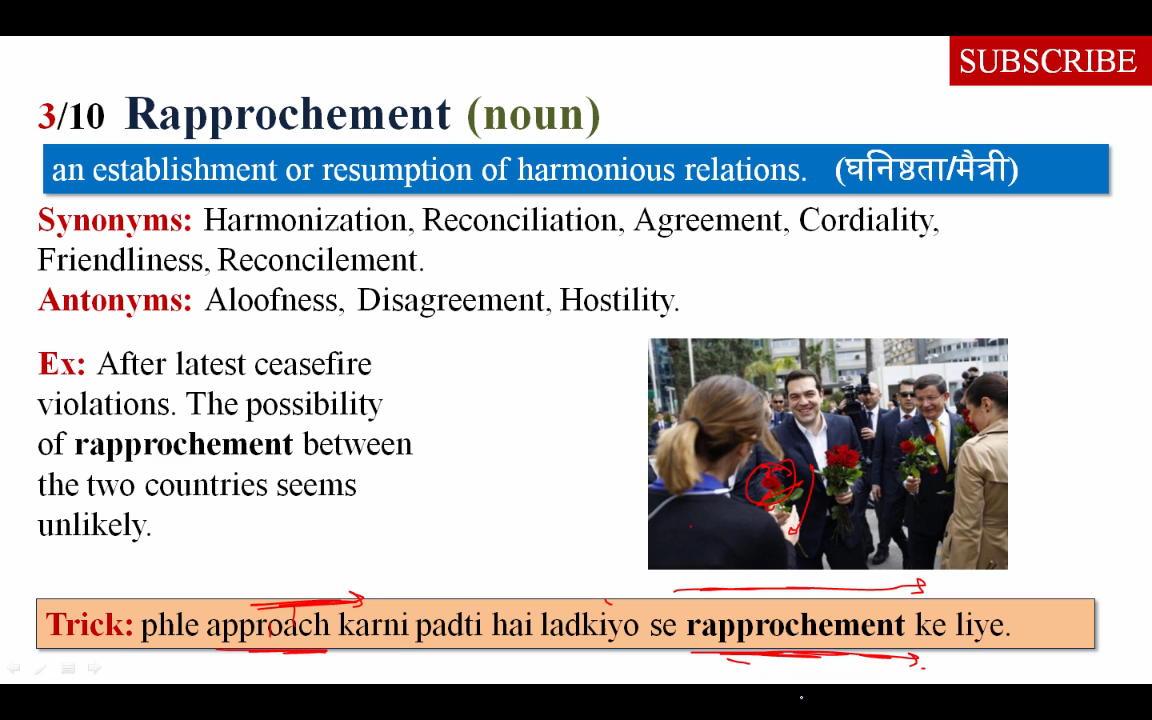 SUBSCRIBE
3/10 Rapprochement (noun)
an establishment or resumption of harmonious relations. (घनिष्ठता/मैत्री)
Synonyms: Harmonization, Reconciliation, Agreement, Cordiality,
Friendliness, Reconcilement.
Antonyms: Aloofness, Disagreement, Hostility.
Ex: After latest ceasefire
violations. The possibility
of rapprochement between
the two countries seems
unlikely.
Trick: phle approach karni padti hai ladkiyo se rapprochement ke liye.